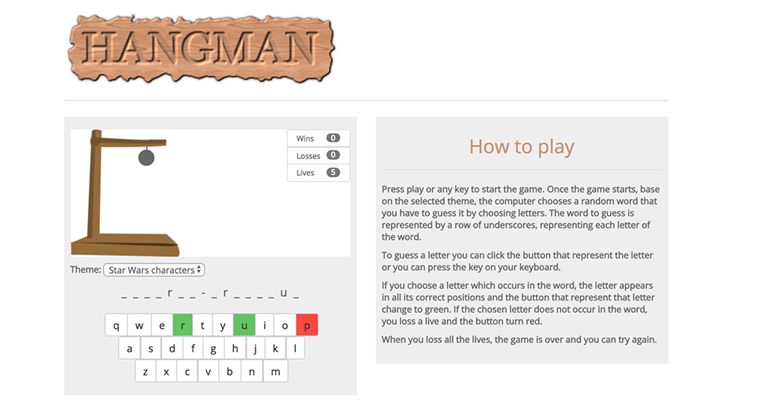 HANGMAN
Wins 0
Losses 0
Lives 5
Theme: Star Wars characters
_ _ _ _ r _ _ - _ r _ _ _ _ u _
q w e r t y u i o p
a s d f g h j k l
z x c v b n m
How to play
Press play or any key to start the game. Once the game starts, base
on the selected theme, the computer chooses a random word that
you have to guess it by choosing letters. The word to guess is
represented by a row of underscores, representing each letter of
the word.
To guess a letter you can click the button that represent the letter
or you can press the key on your keyboard.
If you choose a letter which occurs in the word, the letter appears
in all its correct positions and the button that represent that letter
change to green. If the chosen letter does not occur in the word,
you loss a live and the button turn red.
When you loss all the lives, the game is over and you can try again.